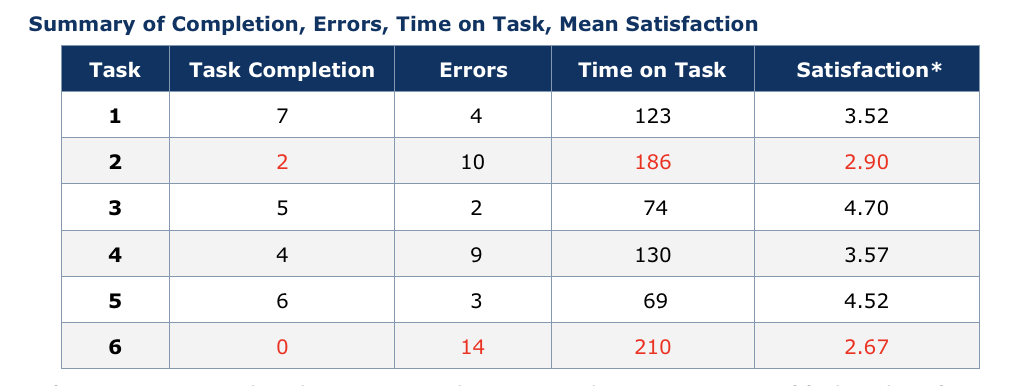 Summary of Completion, Errors, Time on Task, Mean Satisfaction
Task Task Completion Errors Time on Task Satisfaction*
1 7 4 123 3.52
2 2 10 186 2.90
3 5 2 74 4.70
4 4 9 130 3.57
5 6 3 69 4.52
6 0 14 210 2.67